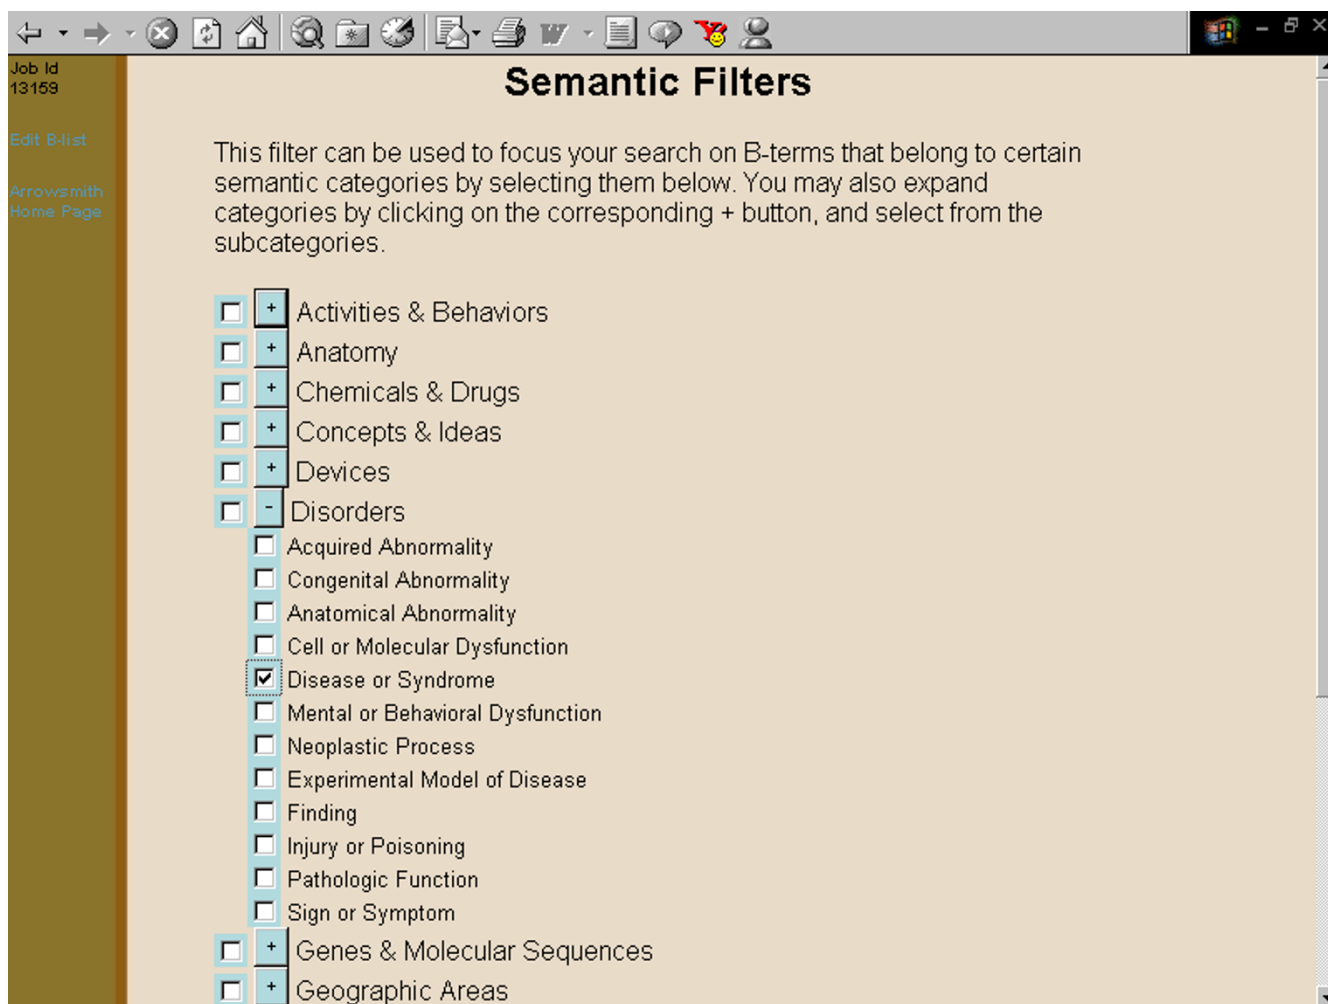 Job Id
13159
Edit B-list
Arrowsmith
Home Page
Semantic Filters
This filter can be used to focus your search on B-terms that belong to certain
semantic categories by selecting them below. You may also expand
categories by clicking on the corresponding + button, and select from the
subcategories.
+ Activities & Behaviors
+ Anatomy
+ Chemicals & Drugs
+ Concepts & Ideas
+ Devices
- Disorders
Acquired Abnormality
Congenital Abnormality
Anatomical Abnormality
Cell or Molecular Dysfunction
Disease or Syndrome
Mental or Behavioral Dysfunction
Neoplastic Process
Experimental Model of Disease
Finding
Injury or Poisoning
Pathologic Function
Sign or Symptom
+ Genes & Molecular Sequences
+ Geographic Areas